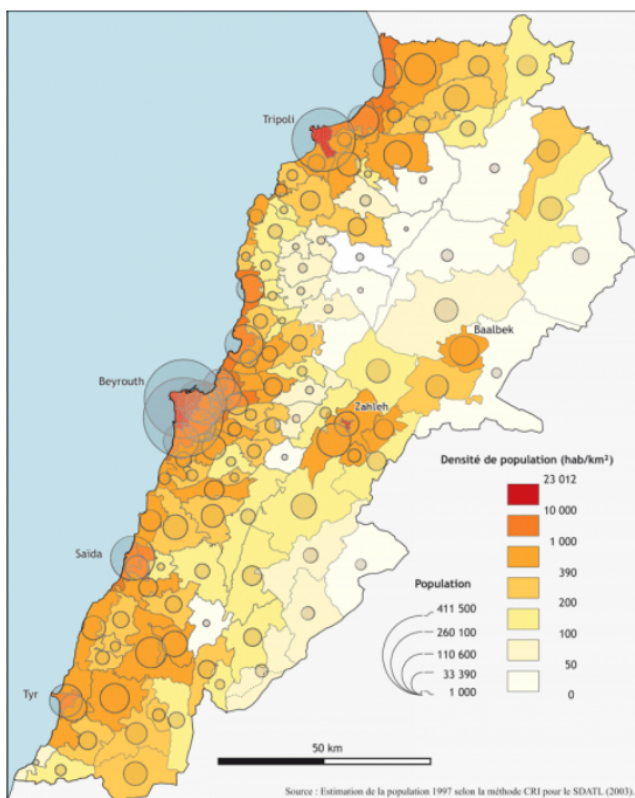 Tripoli
Baalbek
Beyrouth
Zahleh
Densité de population (hab/km²)
23 012
10 000
1 000
390
200
100
50
0
Saïda
Population
411 500
260 100
110 600
33 390
1 000
Tyr
50 km
Source : Estimation de la population 1997 selon la méthode CRI pour le SDATL (2003).